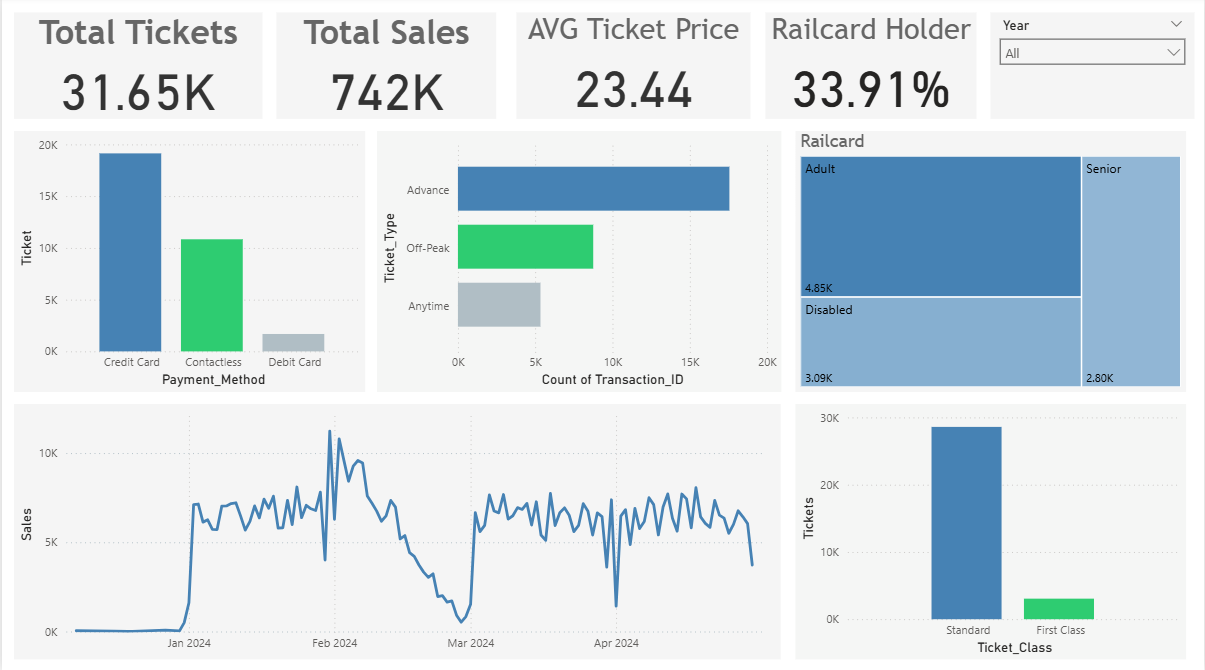 Total Tickets
31.65K
Total Sales
742K
AVG Ticket Price
23.44
Railcard Holder
33.91%
Year
All
20K
15K
10K
5K
0K
Ticket
Credit Card Contactless Debit Card
Payment_Method
Ticket_Type
Advance
Off-Peak
Anytime
0K 5K 10K 15K 20K
Count of Transaction_ID
Railcard
Adult
4.85K
Disabled
3.09K
Senior
2.80K
10K
5K
0K
Sales
Jan 2024 Feb 2024 Mar 2024 Apr 2024
30K
20K
10K
0K
Tickets
Standard First Class
Ticket_Class